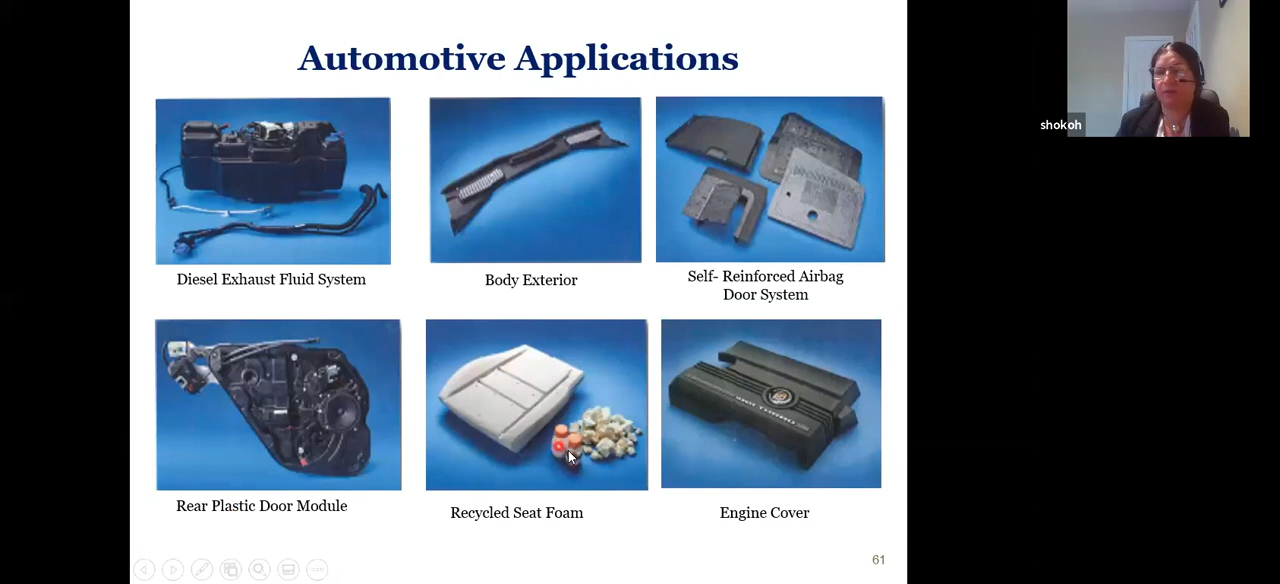 Automotive Applications
shokoh
Diesel Exhaust Fluid System
Body Exterior
Self- Reinforced Airbag
Door System
Rear Plastic Door Module
Recycled Seat Foam
Engine Cover
61